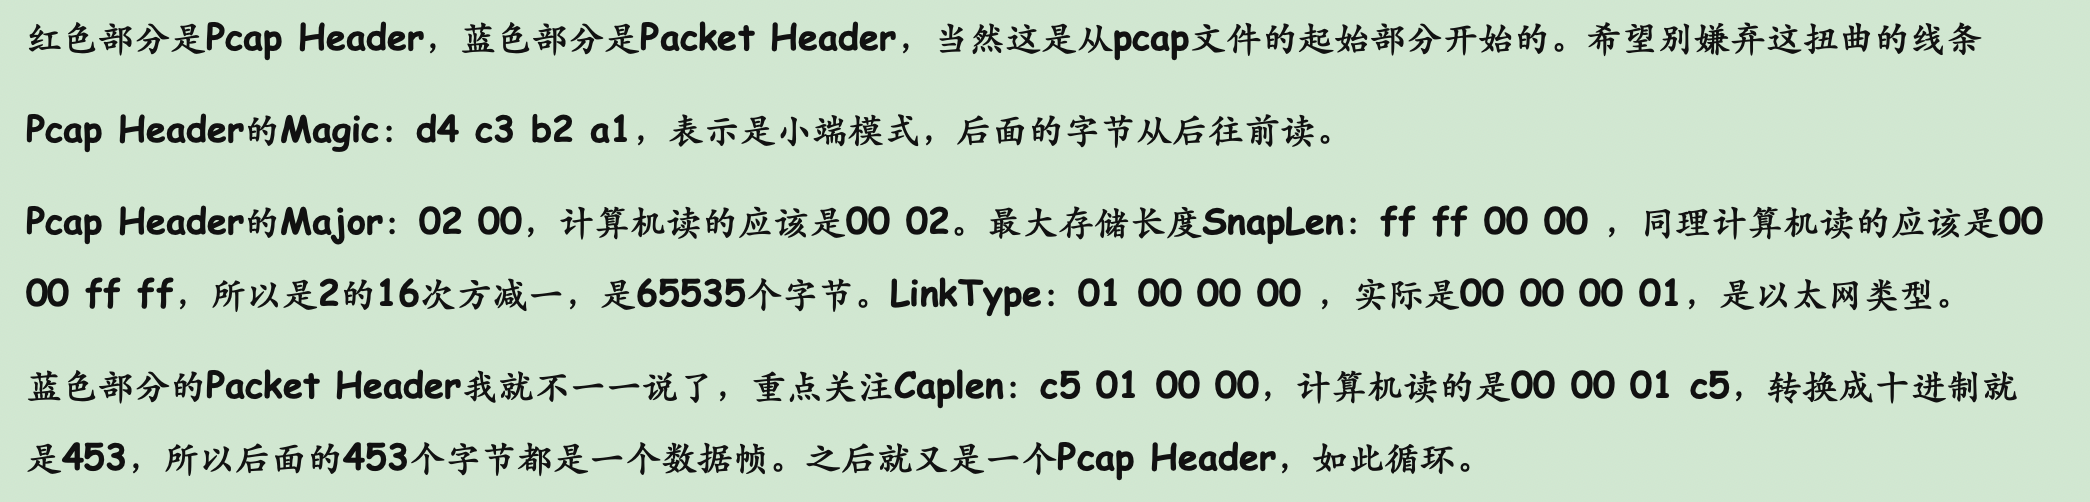 红色部分是Pcap Header，蓝色部分是Packet Header，当然这是从pcap文件的起始部分开始的。希望别嫌弃这扭曲的线条
Pcap Header的Magic：d4 c3 b2 a1，表示是小端模式，后面的字节从后往前读。
Pcap Header的Major：02 00，计算机读的应该是00 02。最大存储长度SnapLen：ff ff 00 00 ，同理计算机读的应该是00
00 ff ff，所以是2的16次方减一，是65535个字节。LinkType：01 00 00 00 ，实际是00 00 00 01，是以太网类型。
蓝色部分的Packet Header我就不一一说了，重点关注Caplen：c5 01 00 00，计算机读的是00 00 01 c5，转换成十进制就
是453，所以后面的453个字节都是一个数据帧。之后就又是一个Pcap Header，如此循环。